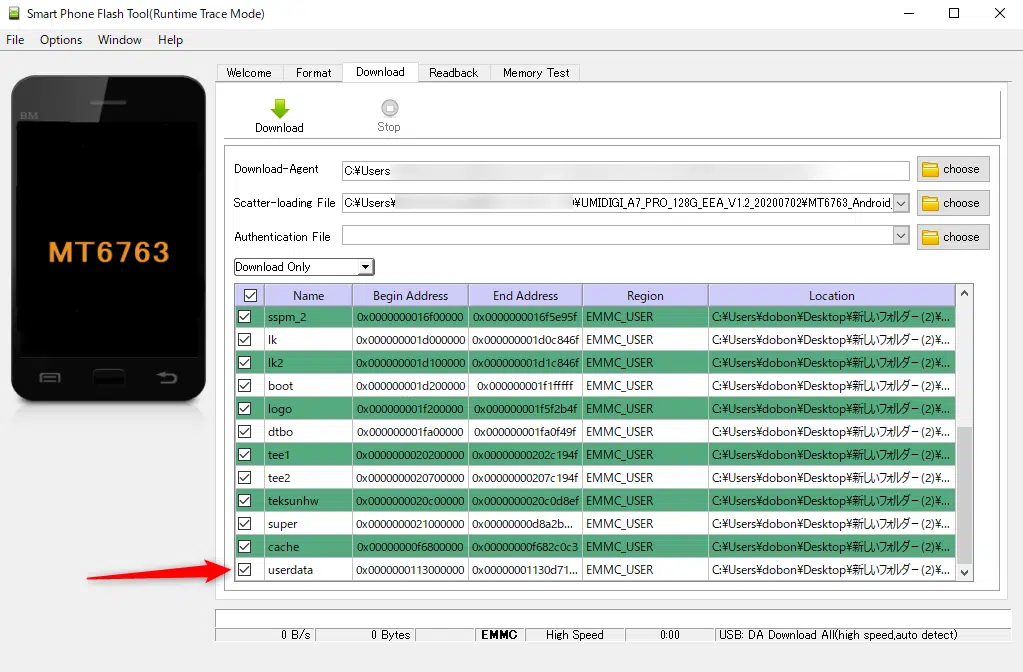 Smart Phone Flash Tool(Runtime Trace Mode)
File Options Window Help
BM
MT6763
Welcome Format Download Readback Memory Test
Download Stop
Download-Agent C:¥Users choose
Scatter-loading File C:¥Users¥ ¥UMIDIGI_A7_PRO_128G_EEA_V1.2_20200702¥MT6763_Android_ choose
Authentication File choose
Download Only
Name Begin Address End Address Region Location
sspm_2 0x0000000016f00000 0x0000000016f5e95f EMMC_USER C:¥Users¥dobon¥Desktop¥新しいフォルダー (2)¥...
lk 0x000000001d000000 0x000000001d0c846f EMMC_USER C:¥Users¥dobon¥Desktop¥新しいフォルダー (2)¥...
lk2 0x000000001d100000 0x000000001d1c846f EMMC_USER C:¥Users¥dobon¥Desktop¥新しいフォルダー (2)¥...
boot 0x000000001d200000 0x000000001f1fffff EMMC_USER C:¥Users¥dobon¥Desktop¥新しいフォルダー (2)¥...
logo 0x000000001f200000 0x000000001f5f2b4f EMMC_USER C:¥Users¥dobon¥Desktop¥新しいフォルダー (2)¥...
dtbo 0x000000001fa00000 0x000000001fa0f49f EMMC_USER C:¥Users¥dobon¥Desktop¥新しいフォルダー (2)¥...
tee1 0x0000000020200000 0x00000000202c194f EMMC_USER C:¥Users¥dobon¥Desktop¥新しいフォルダー (2)¥...
tee2 0x0000000020700000 0x00000000207c194f EMMC_USER C:¥Users¥dobon¥Desktop¥新しいフォルダー (2)¥...
teksunhw 0x0000000020c00000 0x0000000020c0d8ef EMMC_USER C:¥Users¥dobon¥Desktop¥新しいフォルダー (2)¥...
super 0x0000000021000000 0x00000000d8a2b... EMMC_USER C:¥Users¥dobon¥Desktop¥新しいフォルダー (2)¥...
cache 0x00000000f6800000 0x00000000f682c0c3 EMMC_USER C:¥Users¥dobon¥Desktop¥新しいフォルダー (2)¥...
userdata 0x0000000113000000 0x00000001130d71... EMMC_USER C:¥Users¥dobon¥Desktop¥新しいフォルダー (2)¥...
0 B/s 0 Bytes EMMC High Speed 0:00 USB: DA Download All(high speed,auto detect)